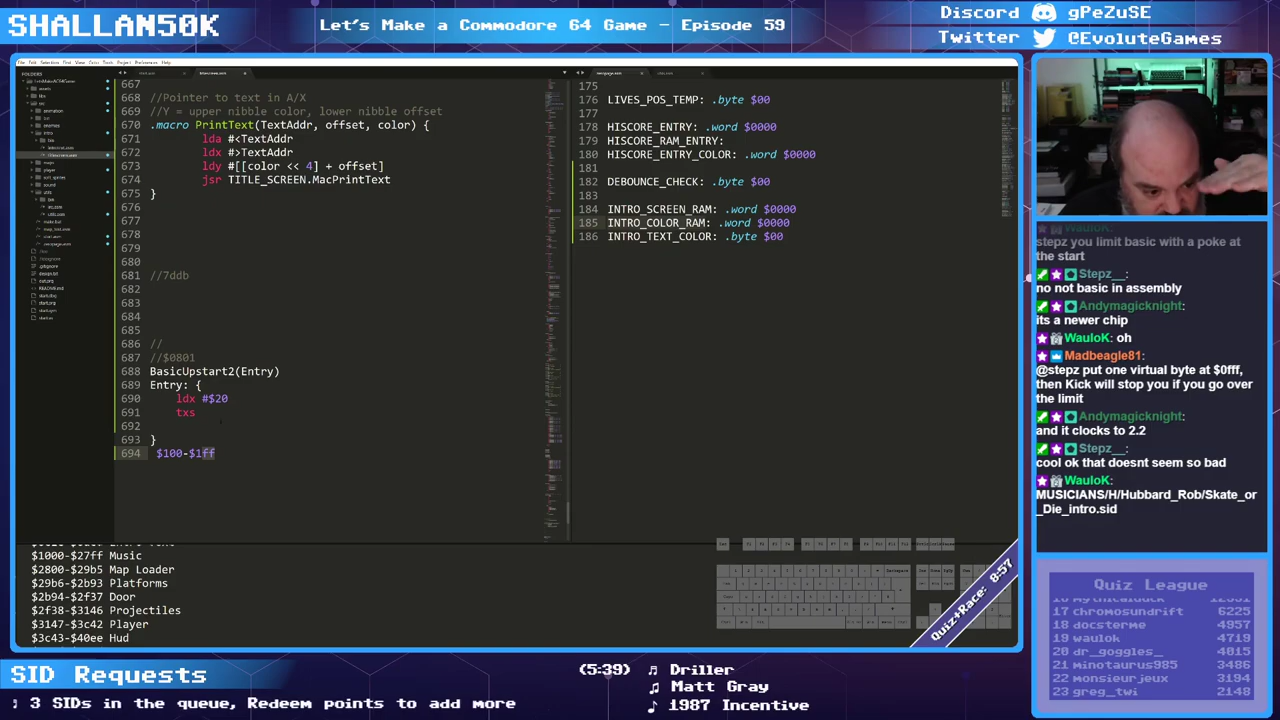 SHALLAN50K
Let's Make a Commodore 64 Game - Episode 59
Discord gPeZuSE
Twitter @EvoluteGames
FOLDERS
667
668 //Pointer to text in A/X
669 //Y = upper nibble color, lower nibble offset
670 .macro PrintText(TextAddr, offset, color) {
671 lda #<TextAddr
672 ldx #>TextAddr
673 ldy #[[color << 4] + offset]
674 jsr TITLE_SCREEN.MacPrintText
675 }
676
677
678
679
680
681 //7ddb
682
683
684
685
686 //
687 //$0801
688 BasicUpstart2(Entry)
689 Entry: {
690 ldx #$20
691 txs
692
693 }
694 $100-$1ff
175
176 LIVES_POS_TEMP: .byte $00
177
178 HISCORE_ENTRY: .word $0000
179 HISCORE_RAM_ENTRY:
180 HISCORE_ENTRY_COLOR: .word $0000
181
182 DEBOUNCE_CHECK: .byte $00
183
184 INTRO_SCREEN_RAM: .word $0000
185 INTRO_COLOR_RAM: .word $0000
186 INTRO_TEXT_COLOR: .byte $00
$1000-$27ff Music
$2800-$29b5 Map Loader
$29b6-$2b93 Platforms
$2b94-$2f37 Door
$2f38-$3146 Projectiles
$3147-$3c42 Player
$3c43-$40ee Hud
Quiz+Race: 8:57
WauloK:
stepz you limit basic with a poke at
the start
Stepz__:
no not basic in assembly
Andymagicknight:
its a newer chip
WauloK: oh
Madbeagle81:
@stepz put one virtual byte at $0fff,
then Kick will stop you if you go over
the limit
Andymagicknight:
and it clocks to 2.2
Stepz__:
cool ok that doesnt seem so bad
WauloK:
MUSICIANS/H/Hubbard_Rob/Skate_or
_Die_intro.sid
Quiz League
17 chromosundrift 6225
18 docsterme 4957
19 waulok 4719
20 dr_goggles_ 4015
21 minotaurus985 3486
22 monsieurjeux 3194
23 greg_twi 2148
SID Requests
3 SIDs in the queue, Redeem points to add more
(5:39) Driller
Matt Gray
1987 Incentive